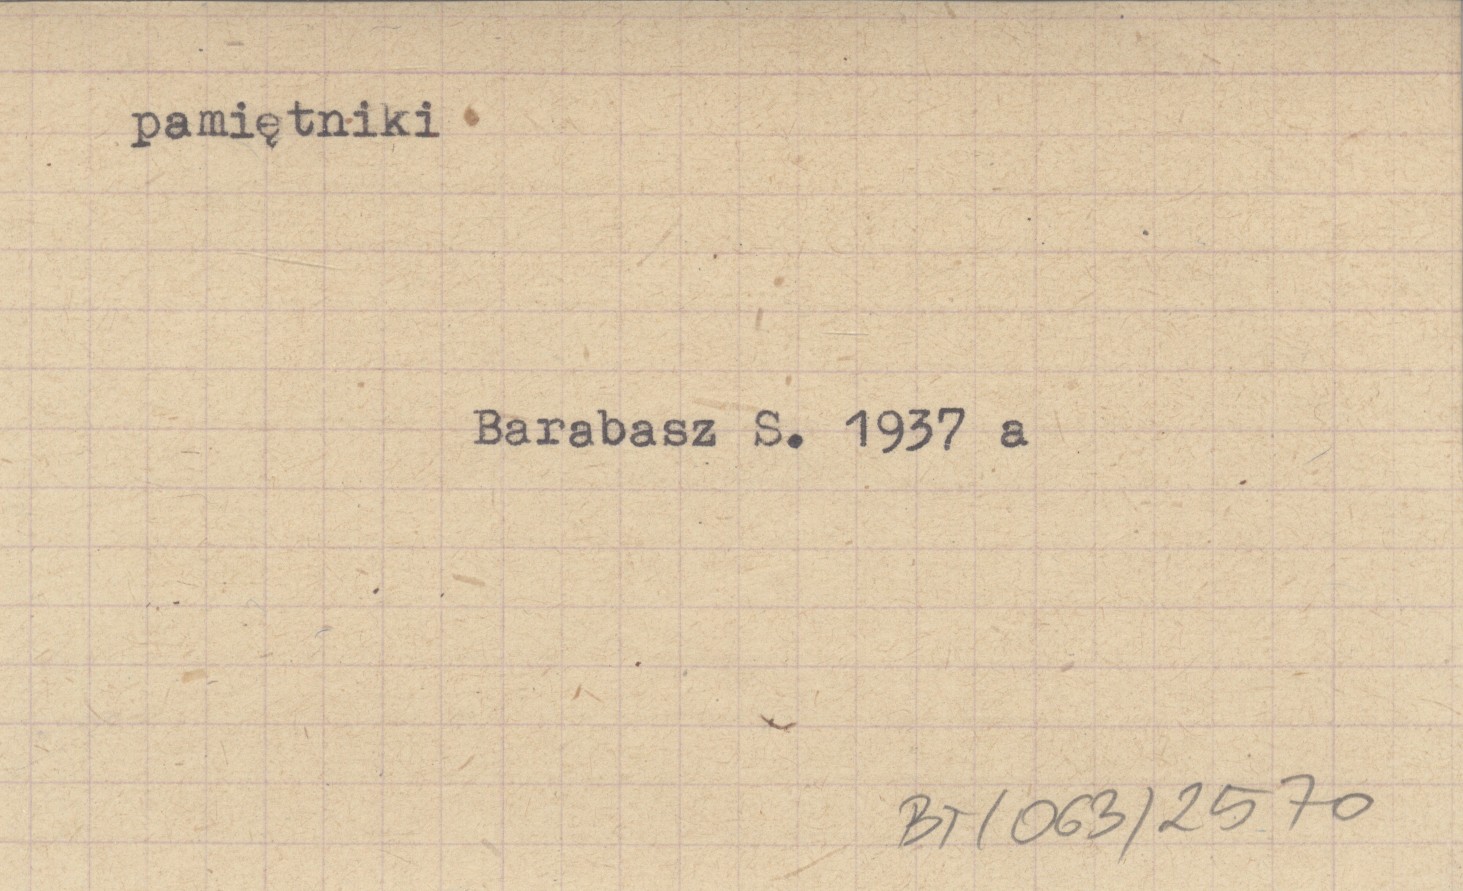 pamiętniki
Barabasz S. 1937 a
BT/063/2570